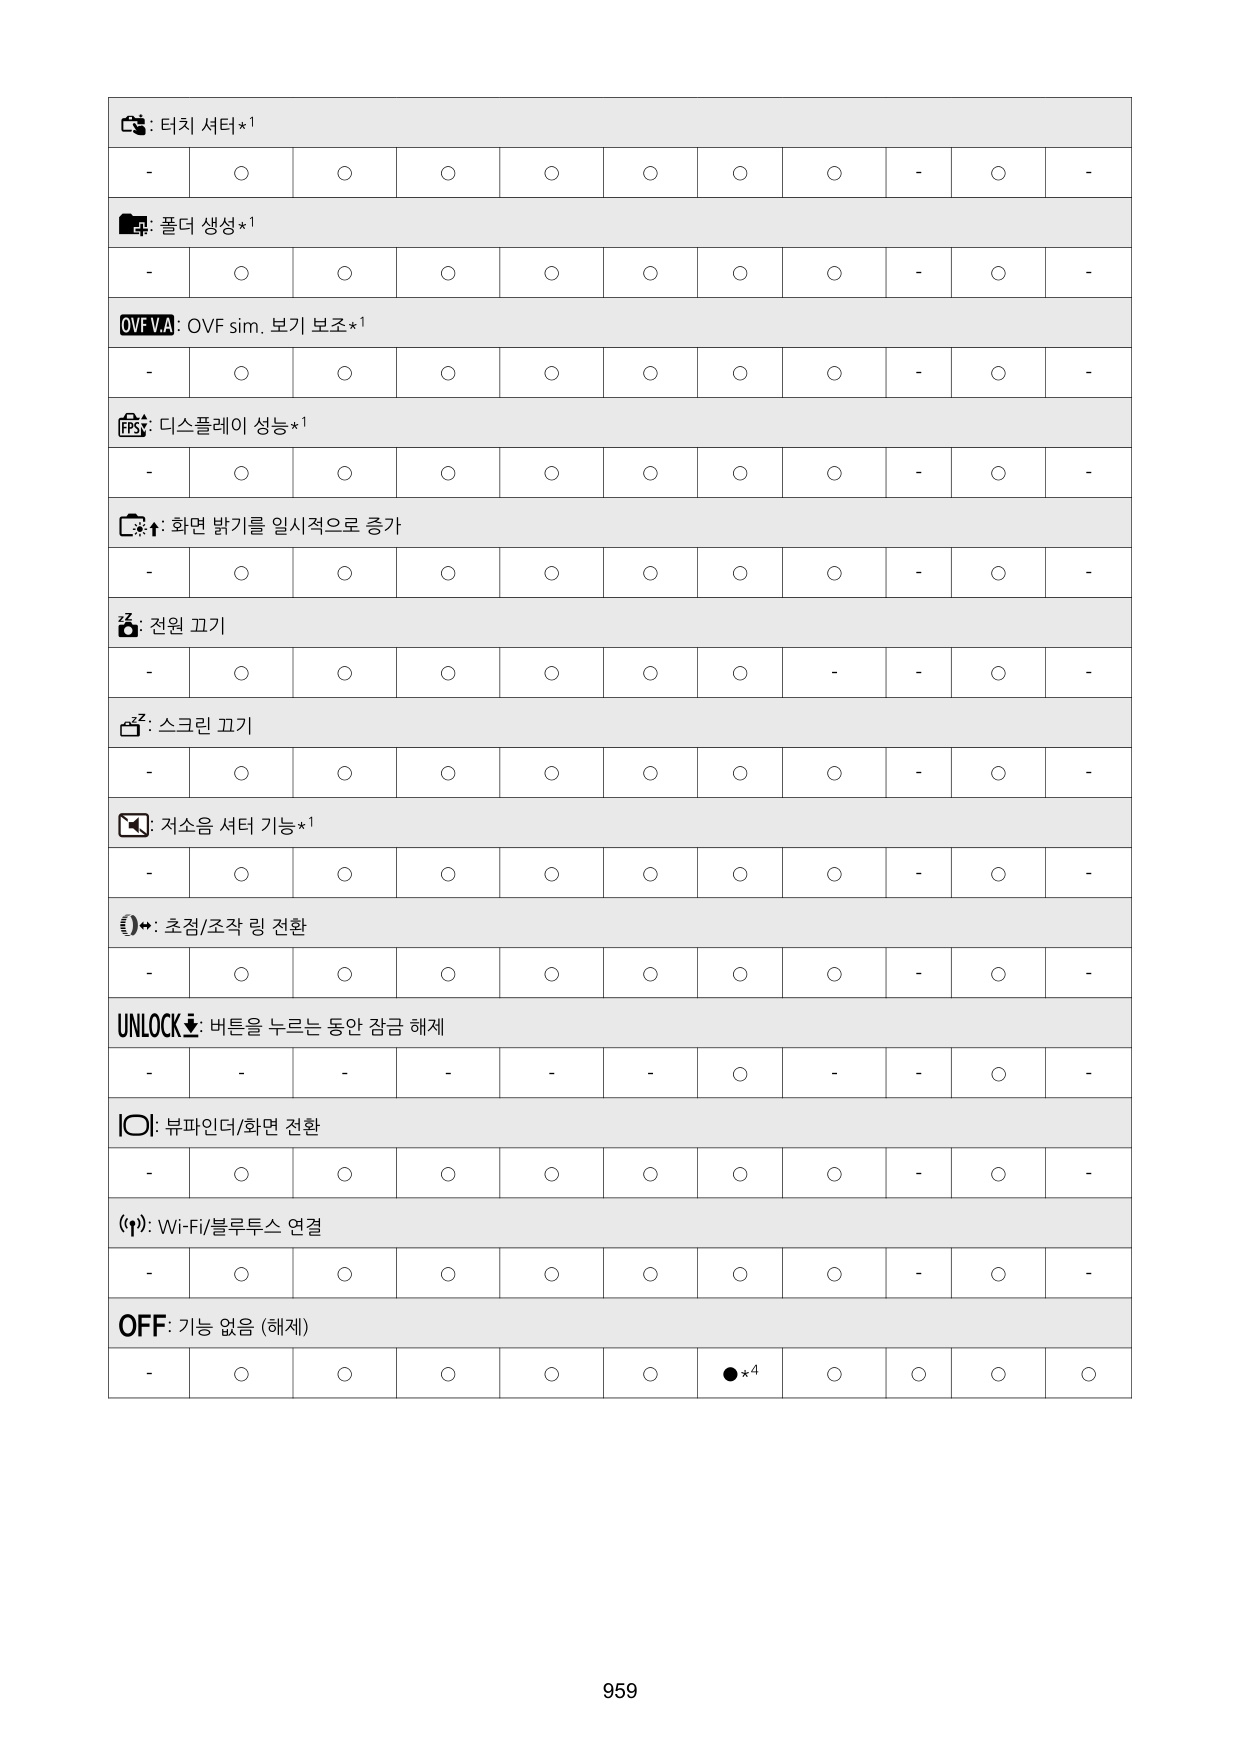 : 터치 셔터*1
- ○ ○ ○ ○ ○ ○ ○ - ○ -
: 폴더 생성*1
- ○ ○ ○ ○ ○ ○ ○ - ○ -
OVF V.A: OVF sim. 보기 보조*1
- ○ ○ ○ ○ ○ ○ ○ - ○ -
FPS: 디스플레이 성능*1
- ○ ○ ○ ○ ○ ○ ○ - ○ -
: 화면 밝기를 일시적으로 증가
- ○ ○ ○ ○ ○ ○ ○ - ○ -
zZ: 전원 끄기
- ○ ○ ○ ○ ○ ○ - - ○ -
zZ: 스크린 끄기
- ○ ○ ○ ○ ○ ○ ○ - ○ -
: 저소음 셔터 기능*1
- ○ ○ ○ ○ ○ ○ ○ - ○ -
: 초점/조작 링 전환
- ○ ○ ○ ○ ○ ○ ○ - ○ -
UNLOCK: 버튼을 누르는 동안 잠금 해제
- - - - - - ○ - - ○ -
: 뷰파인더/화면 전환
- ○ ○ ○ ○ ○ ○ ○ - ○ -
: Wi-Fi/블루투스 연결
- ○ ○ ○ ○ ○ ○ ○ - ○ -
OFF: 기능 없음 (해제)
- ○ ○ ○ ○ ○ ●*4 ○ ○ ○ ○
959